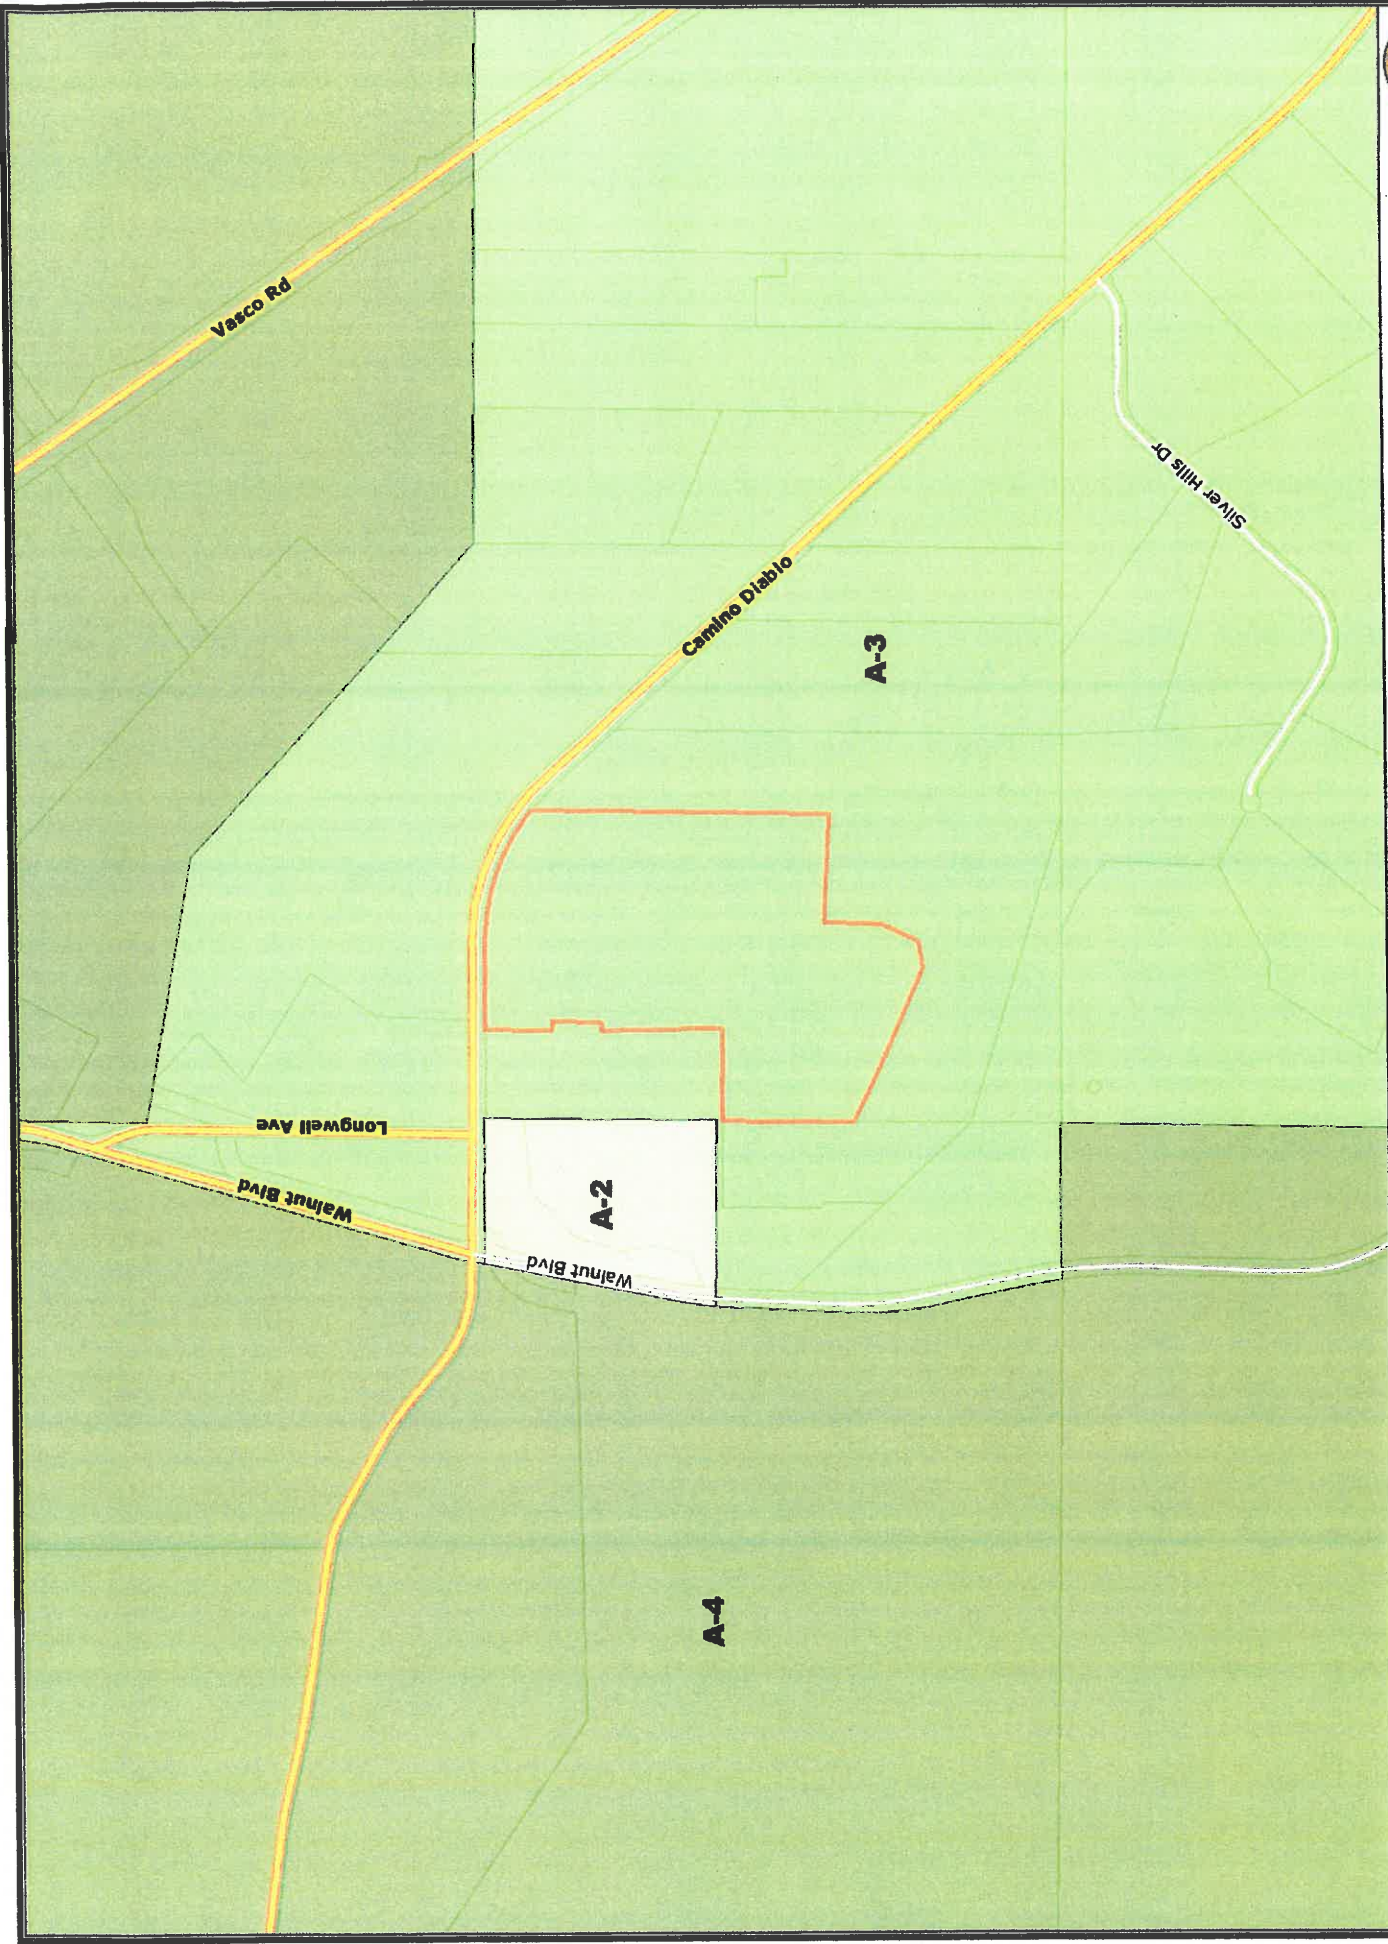 Vasco Rd
Camino Diablo
Silver Hills Dr
A-3
Longwell Ave
Walnut Blvd
A-2
Walnut Blvd
A-4